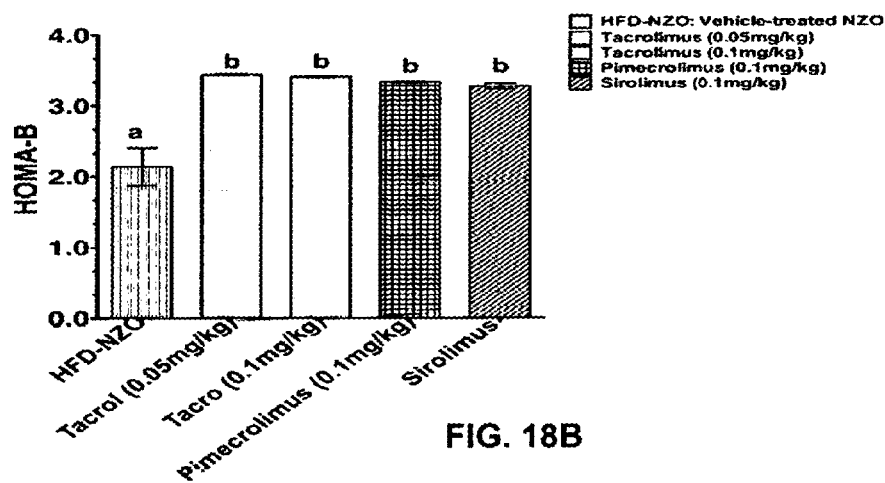 HFD-NZO: Vehicle-treated NZO
Tacrolimus (0.05mg/kg)
Tacrolimus (0.1mg/kg)
Pimecrolimus (0.1mg/kg)
Sirolimus (0.1mg/kg)
4.0
3.0
2.0
1.0
0.0
HOMA-B
a
b
b
b
b
HFD-NZO
Tacrol (0.05mg/kg)
Tacro (0.1mg/kg)
Pimecrolimus (0.1mg/kg)
Sirolimus
FIG. 18B